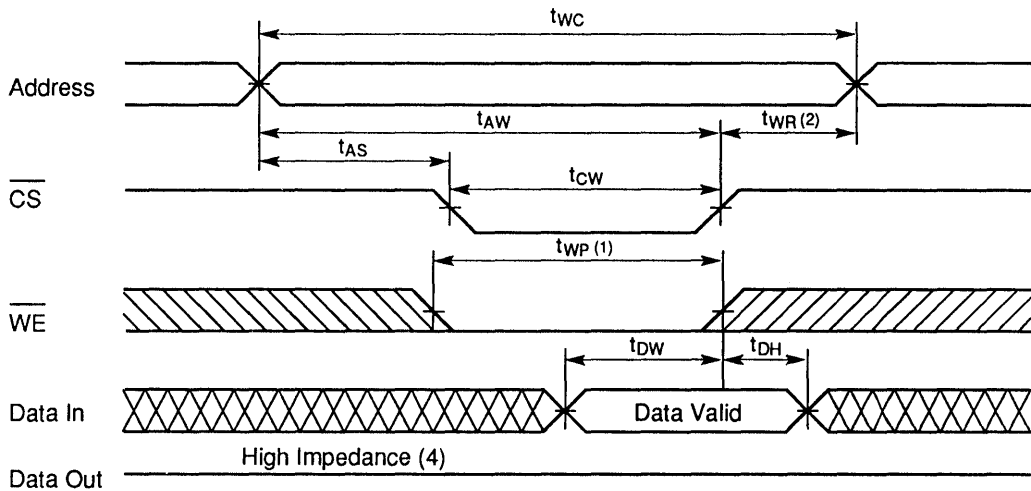 tWC
Address
tAW
tWR (2)
tAS
CS
tCW
tWP (1)
WE
tDW
tDH
Data In
Data Valid
High Impedance (4)
Data Out